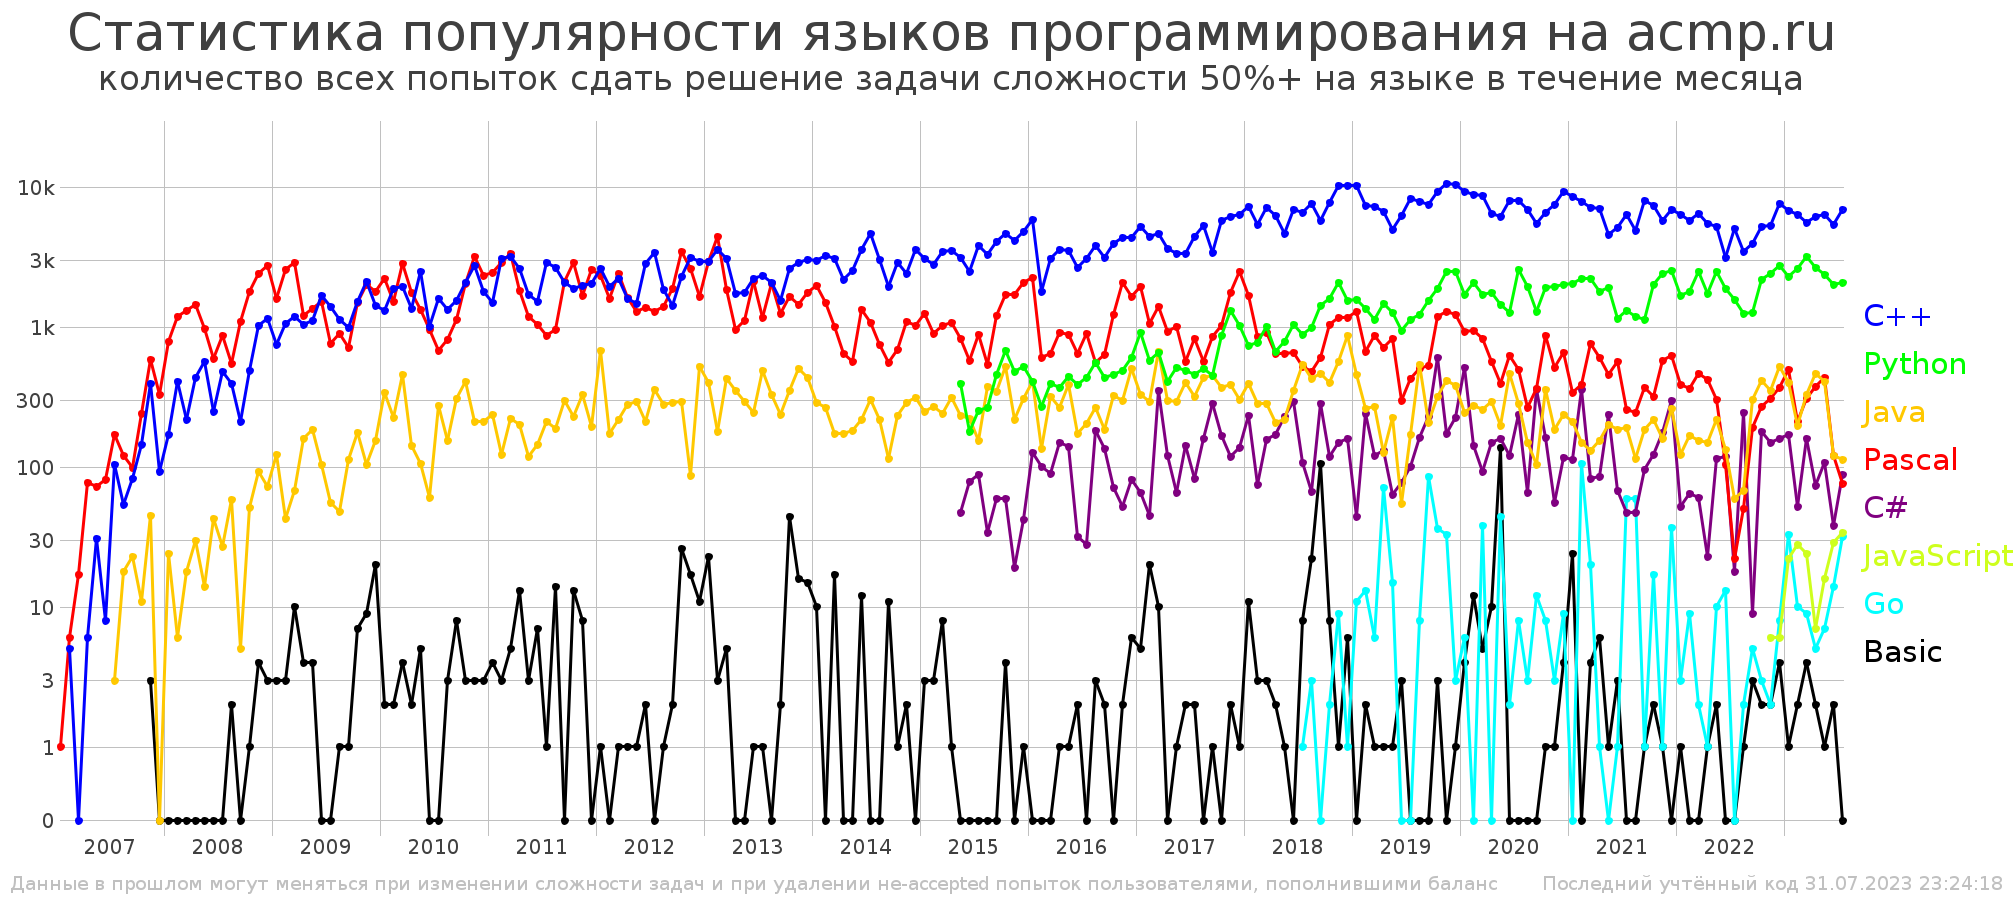 Статистика популярности языков программирования на acmp.ru
количество всех попыток сдать решение задачи сложности 50%+ на языке в течение месяца
10k
3k
1k
300
100
30
10
3
1
0
C++
Python
Java
Pascal
C#
JavaScript
Go
Basic
2007 2008 2009 2010 2011 2012 2013 2014 2015 2016 2017 2018 2019 2020 2021 2022
Данные в прошлом могут меняться при изменении сложности задач и при удалении не-accepted попыток пользователями, пополнившими баланс Последний учтённый код 31.07.2023 23:24:18